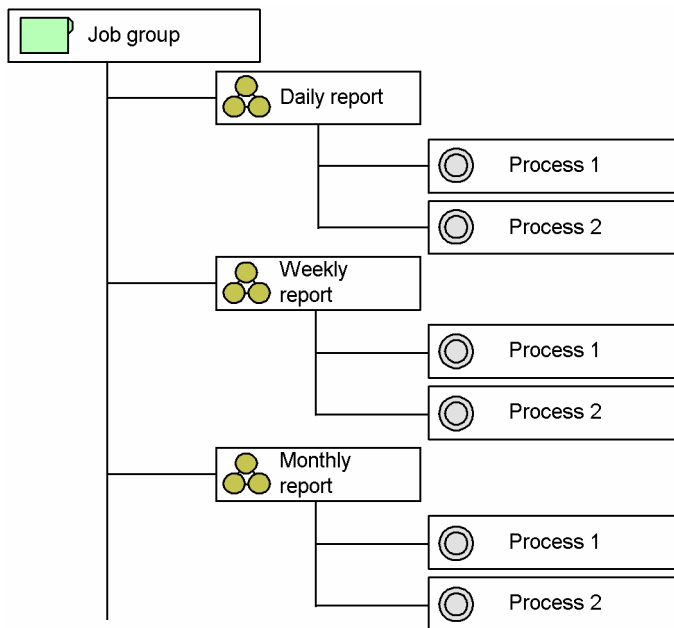 Job group
Daily report
Process 1
Process 2
Weekly
report
Process 1
Process 2
Monthly
report
Process 1
Process 2